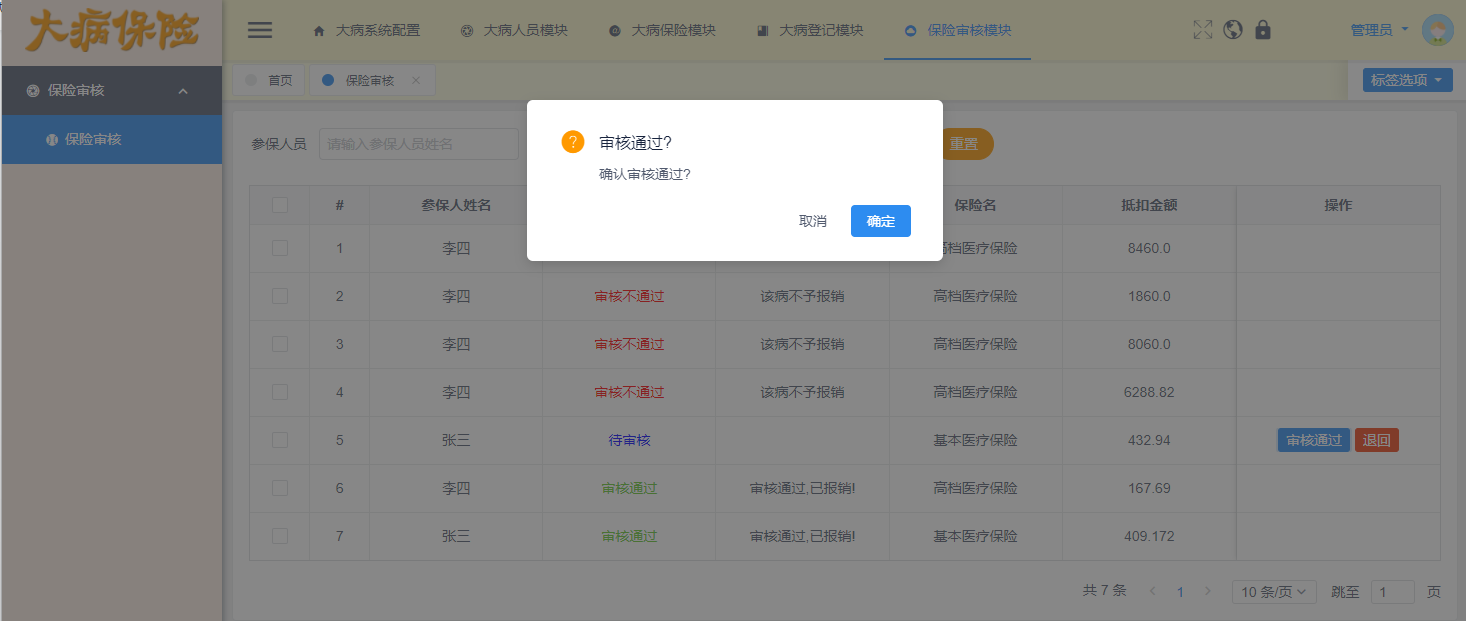 大病保险
大病系统配置 大病人员模块 大病保险模块 大病登记模块 保险审核模块 管理员
首页 保险审核 标签选项
保险审核
保险审核
参保人员 请输入参保人员姓名 重置
审核通过?
确认审核通过?
取消 确定
# 参保人姓名 保险名 抵扣金额 操作
1 李四 高档医疗保险 8460.0
2 李四 审核不通过 该病不予报销 高档医疗保险 1860.0
3 李四 审核不通过 该病不予报销 高档医疗保险 8060.0
4 李四 审核不通过 该病不予报销 高档医疗保险 6288.82
5 张三 待审核 基本医疗保险 432.94 审核通过 退回
6 李四 审核通过 审核通过,已报销! 高档医疗保险 167.69
7 张三 审核通过 审核通过,已报销! 基本医疗保险 409.172
共 7 条 1 10 条/页 跳至 1 页